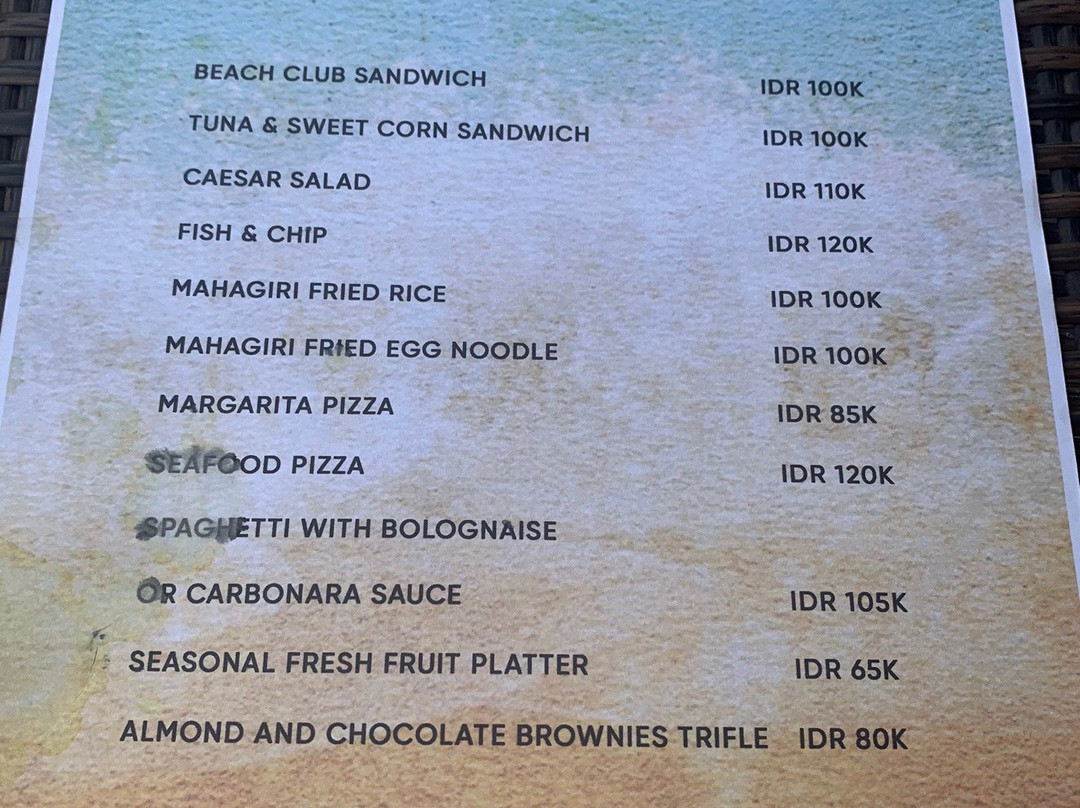 BEACH CLUB SANDWICH IDR 100K
TUNA & SWEET CORN SANDWICH IDR 100K
CAESAR SALAD IDR 110K
FISH & CHIP IDR 120K
MAHAGIRI FRIED RICE IDR 100K
MAHAGIRI FRIED EGG NOODLE IDR 100K
MARGARITA PIZZA IDR 85K
SEAFOOD PIZZA IDR 120K
SPAGHETTI WITH BOLOGNAISE
OR CARBONARA SAUCE IDR 105K
SEASONAL FRESH FRUIT PLATTER IDR 65K
ALMOND AND CHOCOLATE BROWNIES TRIFLE IDR 80K